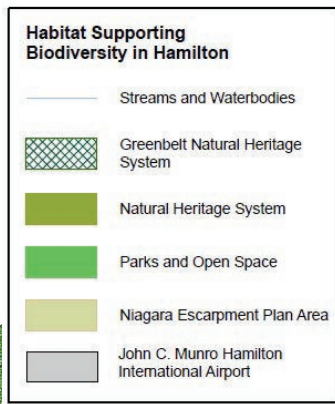 Habitat Supporting
Biodiversity in Hamilton
Streams and Waterbodies
Greenbelt Natural Heritage
System
Natural Heritage System
Parks and Open Space
Niagara Escarpment Plan Area
John C. Munro Hamilton
International Airport